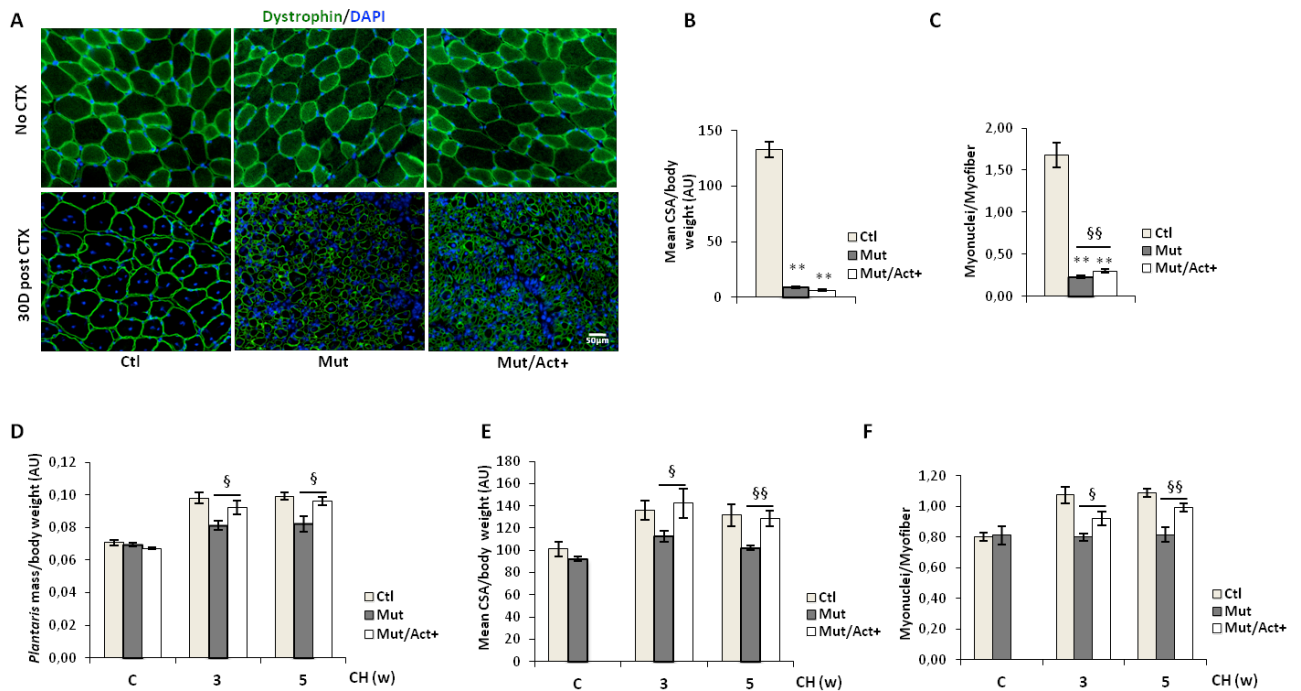 A
Dystrophin/DAPI
No CTX
30D post CTX
50µm
Ctl
Mut
Mut/Act+
B
Mean CSA/body
weight (AU)
150
100
50
0
**
**
Ctl
Mut
Mut/Act+
C
Myonuclei/Myofiber
2,00
1,50
1,00
0,50
0,00
§§
**
**
Ctl
Mut
Mut/Act+
D
Plantaris mass/body weight (AU)
0,12
0,10
0,08
0,06
0,04
0,02
0,00
§
§
Ctl
Mut
Mut/Act+
C
3
5
CH (w)
E
Mean CSA/body weight (AU)
180
160
140
120
100
80
60
40
20
0
§
§§
Ctl
Mut
Mut/Act+
C
3
5
CH (w)
F
Myonuclei/Myofiber
1,20
1,00
0,80
0,60
0,40
0,20
0,00
§
§§
Ctl
Mut
Mut/Act+
C
3
5
CH (w)